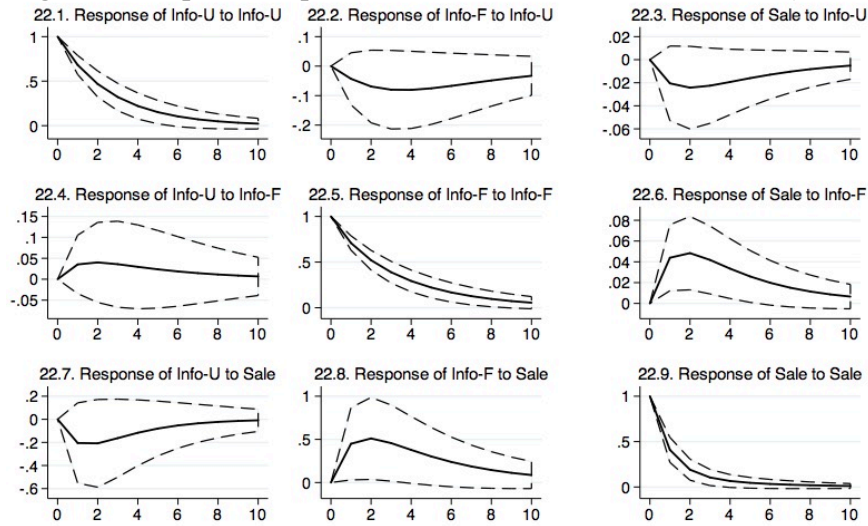 22.1. Response of Info-U to Info-U
22.2. Response of Info-F to Info-U
22.3. Response of Sale to Info-U
1
.5
0
0 2 4 6 8 10
.1
0
-.1
-.2
0 2 4 6 8 10
.02
0
-.02
-.04
-.06
0 2 4 6 8 10
22.4. Response of Info-U to Info-F
22.5. Response of Info-F to Info-F
22.6. Response of Sale to Info-F
.15
.1
.05
0
-.05
0 2 4 6 8 10
1
.5
0
0 2 4 6 8 10
.08
.06
.04
.02
0
0 2 4 6 8 10
22.7. Response of Info-U to Sale
22.8. Response of Info-F to Sale
22.9. Response of Sale to Sale
.2
0
-.2
-.4
-.6
0 2 4 6 8 10
1
.5
0
0 2 4 6 8 10
1
.5
0
0 2 4 6 8 10